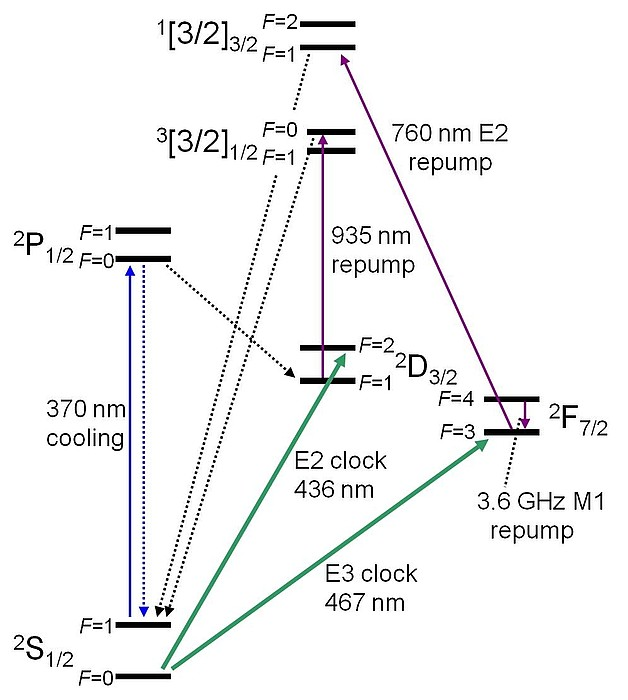 F=2
¹[3/2]₃/₂
F=1
F=0
³[3/2]₁/₂
F=1
760 nm E2
repump
F=1
²P₁/₂
F=0
935 nm
repump
F=2
²D₃/₂
F=1
F=4
²F₇/₂
F=3
370 nm
cooling
E2 clock
436 nm
3.6 GHz M1
repump
E3 clock
467 nm
F=1
²S₁/₂
F=0